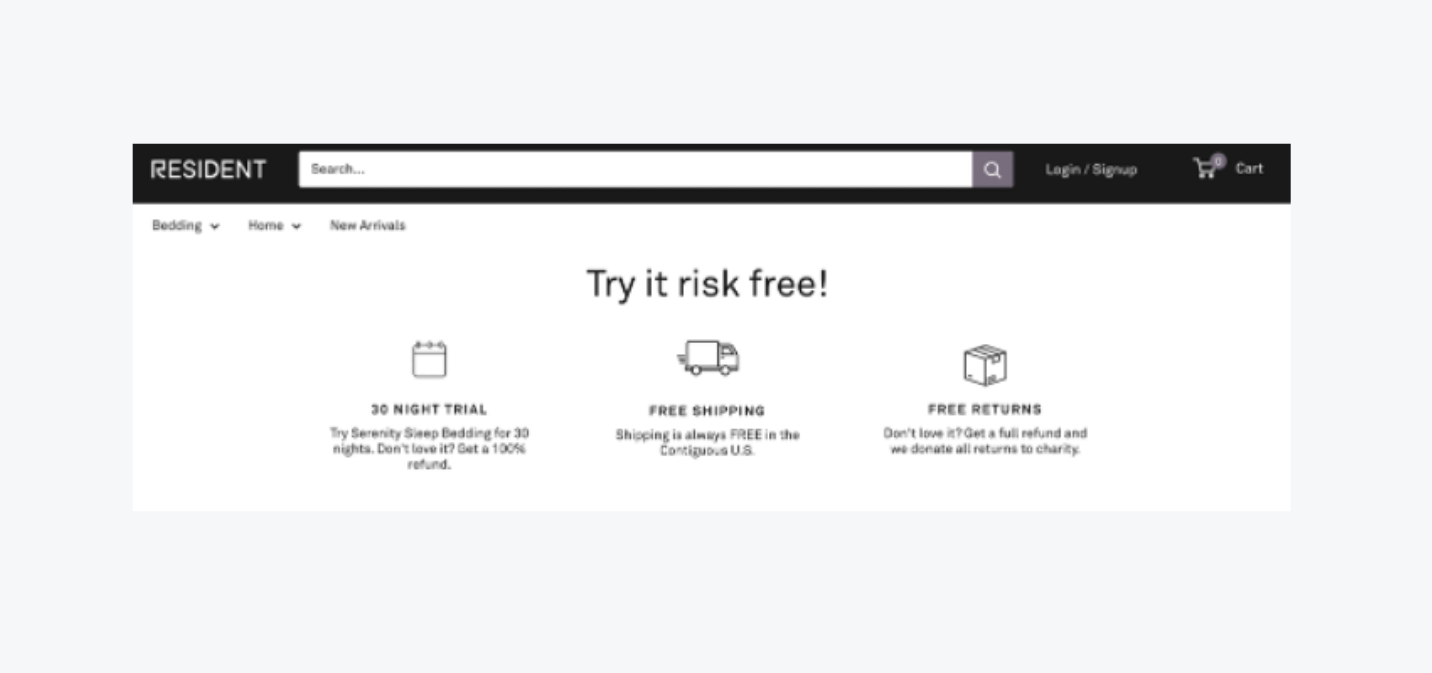 RESIDENT
Search...
Login / Signup
0
Cart
Bedding
Home
New Arrivals
Try it risk free!
30 NIGHT TRIAL
Try Serenity Sleep Bedding for 30
nights. Don't love it? Get a 100%
refund.
FREE SHIPPING
Shipping is always FREE in the
Contiguous U.S.
FREE RETURNS
Don't love it? Get a full refund and
we donate all returns to charity.